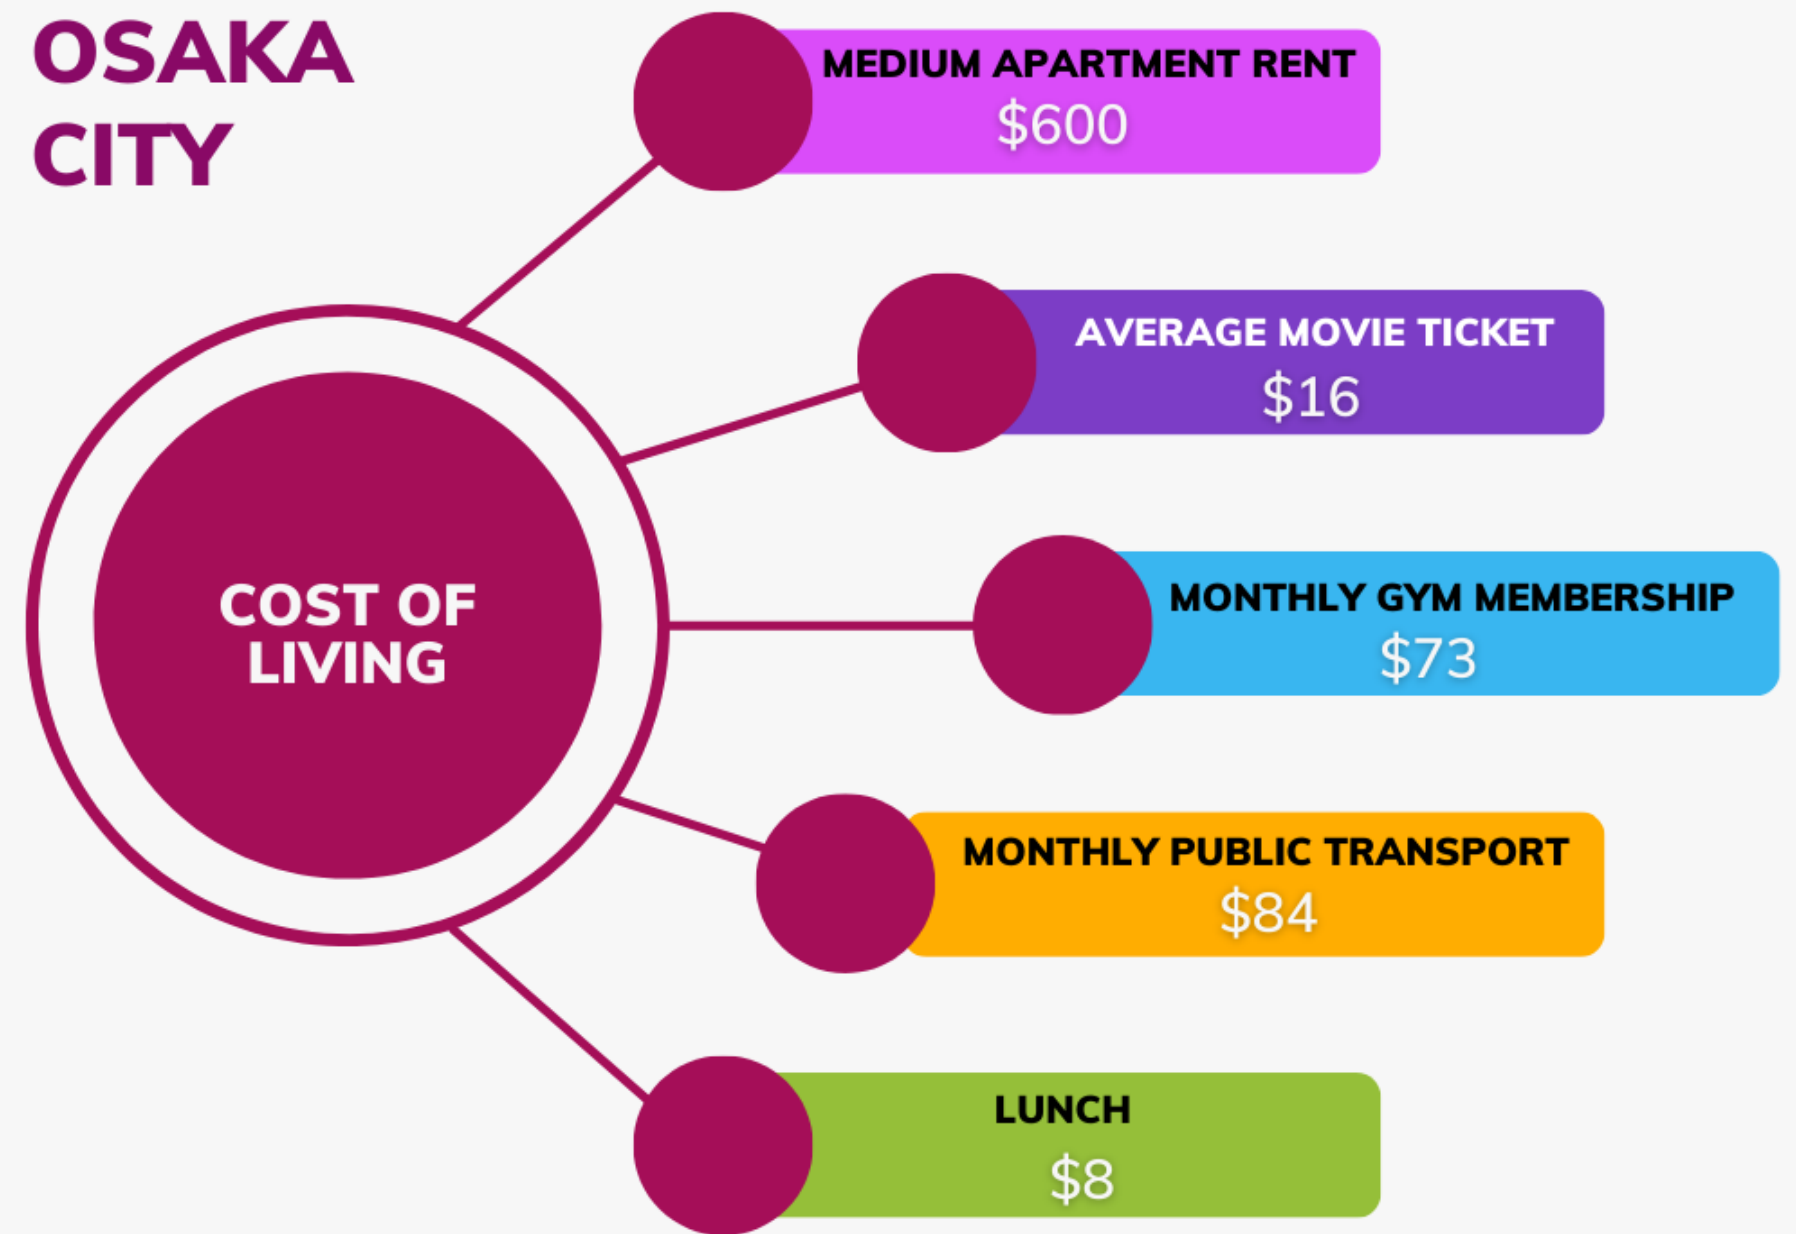 OSAKA
CITY
MEDIUM APARTMENT RENT
$600
AVERAGE MOVIE TICKET
$16
COST OF
LIVING
MONTHLY GYM MEMBERSHIP
$73
MONTHLY PUBLIC TRANSPORT
$84
LUNCH
$8